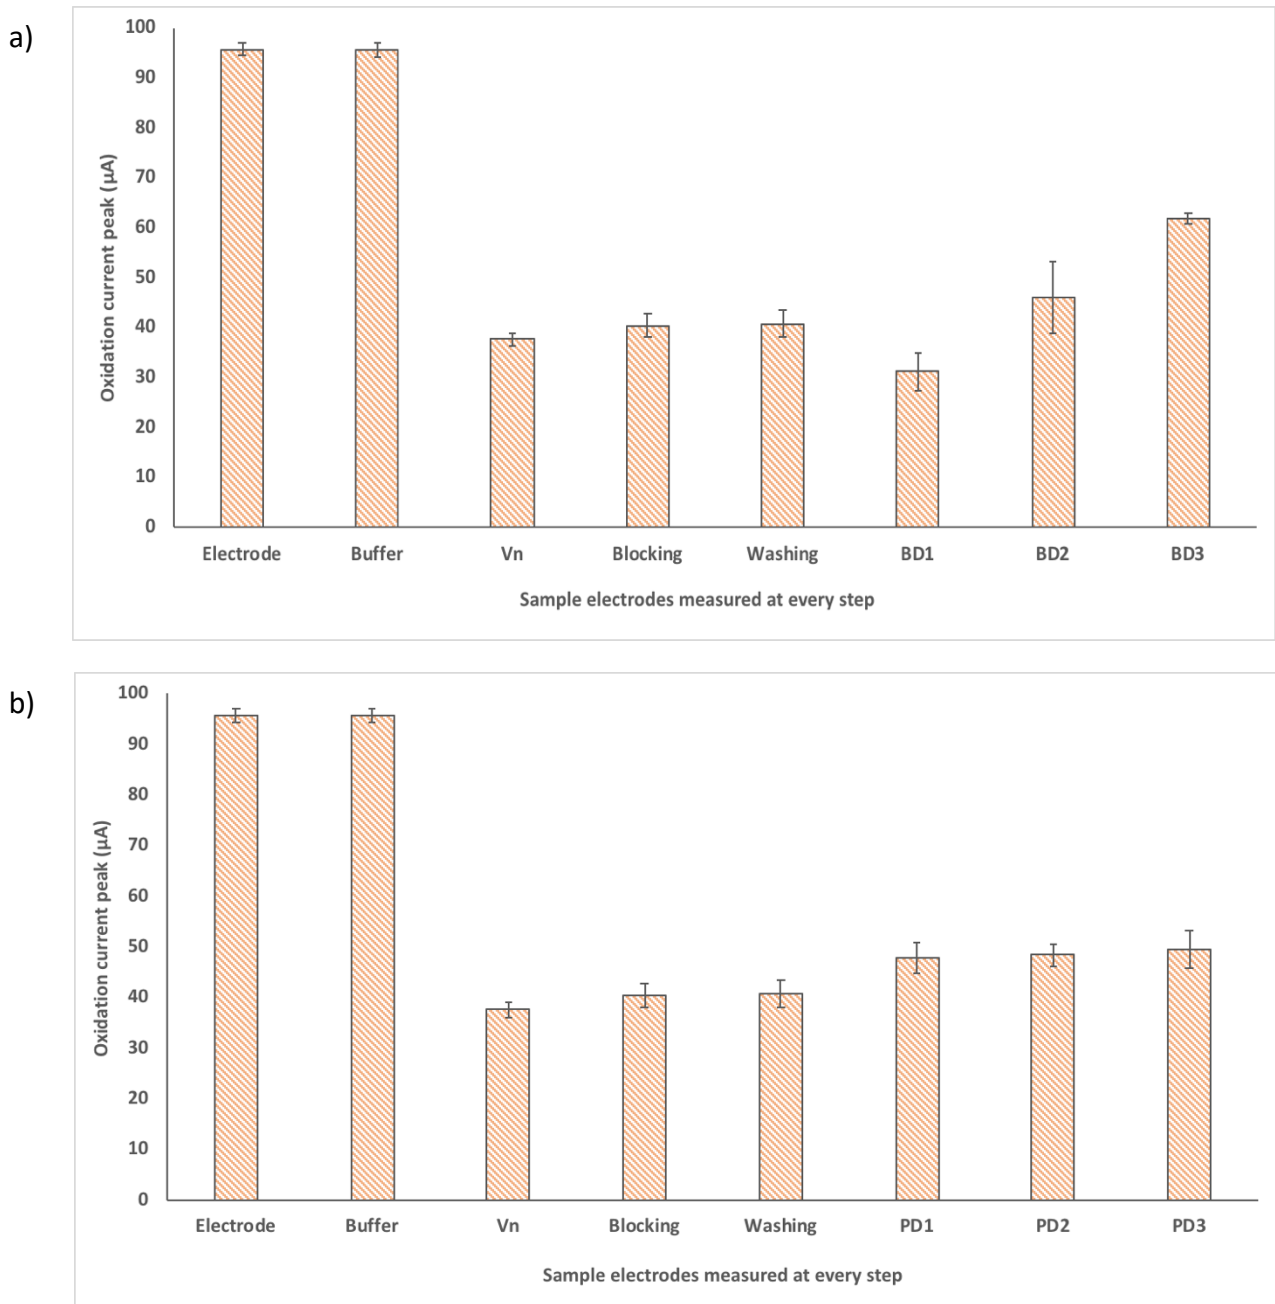 a)
Oxidation current peak (µA)
100
90
80
70
60
50
40
30
20
10
0
Electrode Buffer Vn Blocking Washing BD1 BD2 BD3
Sample electrodes measured at every step
b)
Oxidation current peak (µA)
100
90
80
70
60
50
40
30
20
10
0
Electrode Buffer Vn Blocking Washing PD1 PD2 PD3
Sample electrodes measured at every step